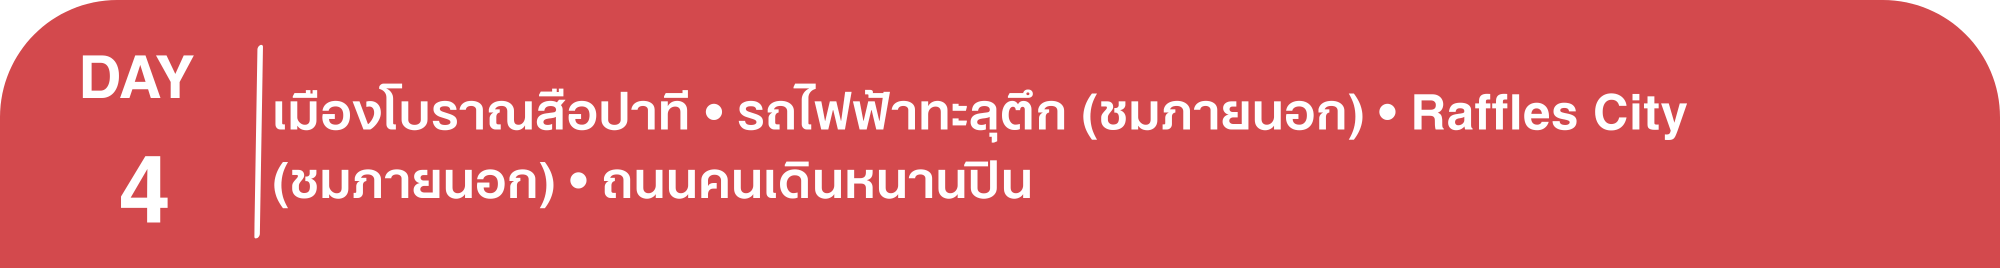 DAY
4
เมืองโบราณสือปาที • รถไฟฟ้าทะลุตึก (ชมภายนอก) • Raffles City
(ชมภายนอก) • ถนนคนเดินหนานปิน